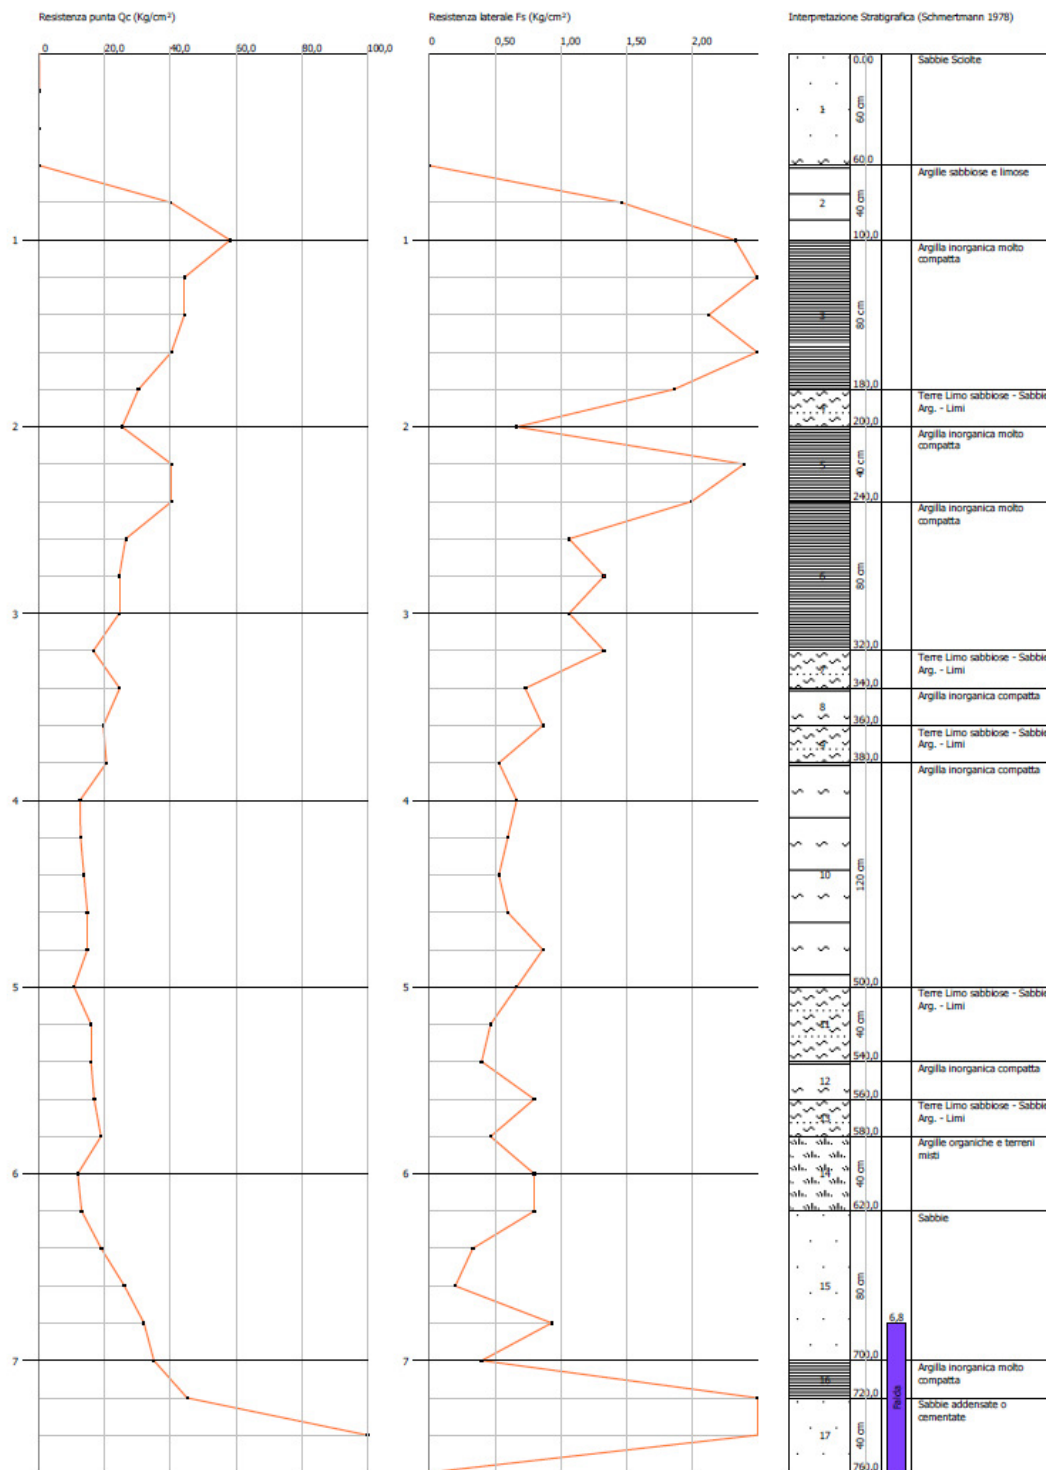 Resistenza punta Qc (Kg/cm²)
Resistenza laterale Fs (Kg/cm²)
Interpretazione Stratigrafica (Schmertmann 1978)
0 20,0 40,0 60,0 80,0 100,0
0 0,50 1,00 1,50 2,00
1
2
3
4
5
6
7
1
2
3
4
5
6
7
0.00
1
60 cm
Sabbie Sciolte
60.0
2
40 cm
Argille sabbiose e limose
100,0
3
80 cm
Argilla inorganica molto
compatta
180,0
4
Terre Limo sabbiose - Sabbie
Arg. - Limi
200,0
5
40 cm
Argilla inorganica molto
compatta
240,0
6
80 cm
Argilla inorganica molto
compatta
320,0
7
Terre Limo sabbiose - Sabbie
Arg. - Limi
340,0
8
Argilla inorganica compatta
360,0
9
Terre Limo sabbiose - Sabbie
Arg. - Limi
380,0
10
120 cm
Argilla inorganica compatta
500,0
11
40 cm
Terre Limo sabbiose - Sabbie
Arg. - Limi
540,0
12
Argilla inorganica compatta
560,0
13
Terre Limo sabbiose - Sabbie
Arg. - Limi
580,0
14
40 cm
Argille organiche e terreni
misti
620,0
15
80 cm
Sabbie
6,8
700,0
16
Argilla inorganica molto
compatta
720,0
Falda
17
40 cm
Sabbie addensate o
cementate
760,0